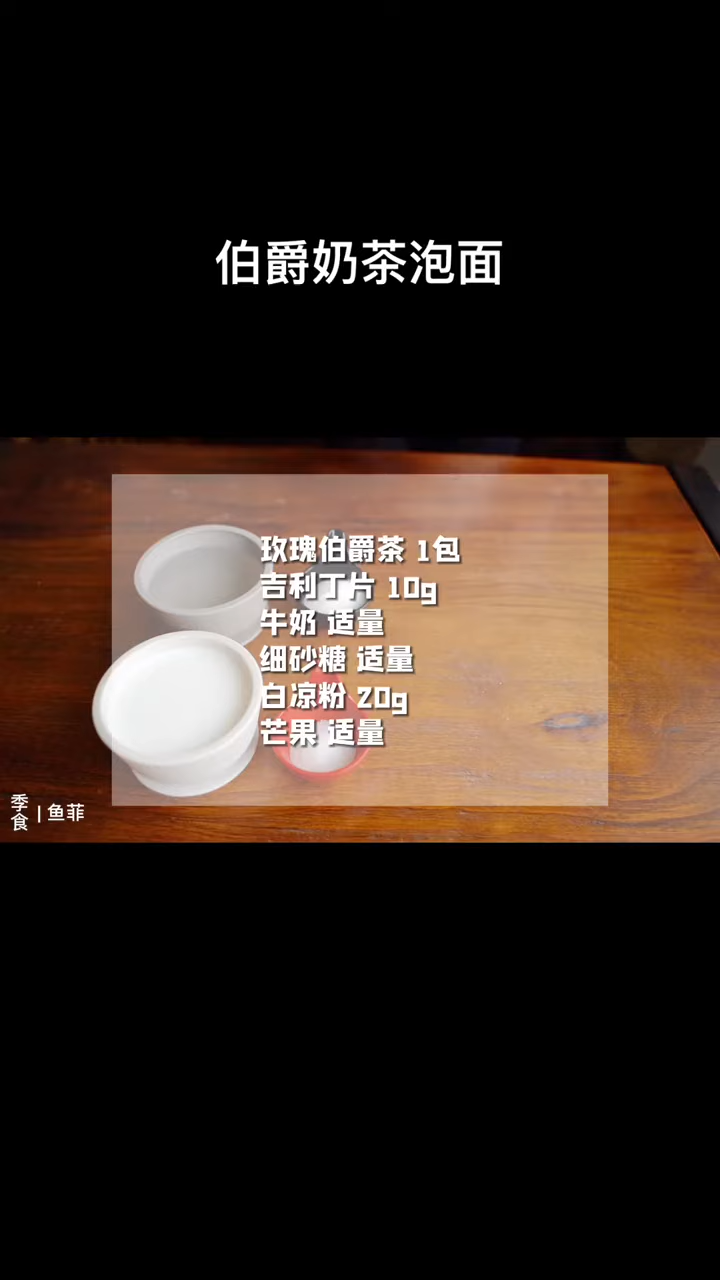 伯爵奶茶泡面
玫瑰伯爵茶 1包
吉利丁片 10g
牛奶 适量
细砂糖 适量
白凉粉 20g
芒果 适量
季食 | 鱼菲